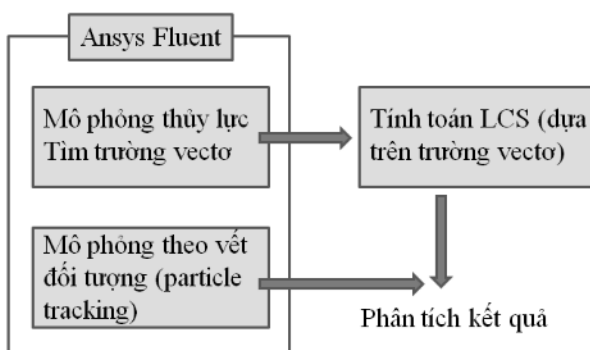 Ansys Fluent
Mô phỏng thủy lực
Tìm trường vectơ
Tính toán LCS (dựa
trên trường vectơ)
Mô phỏng theo vết
đối tượng (particle
tracking)
Phân tích kết quả